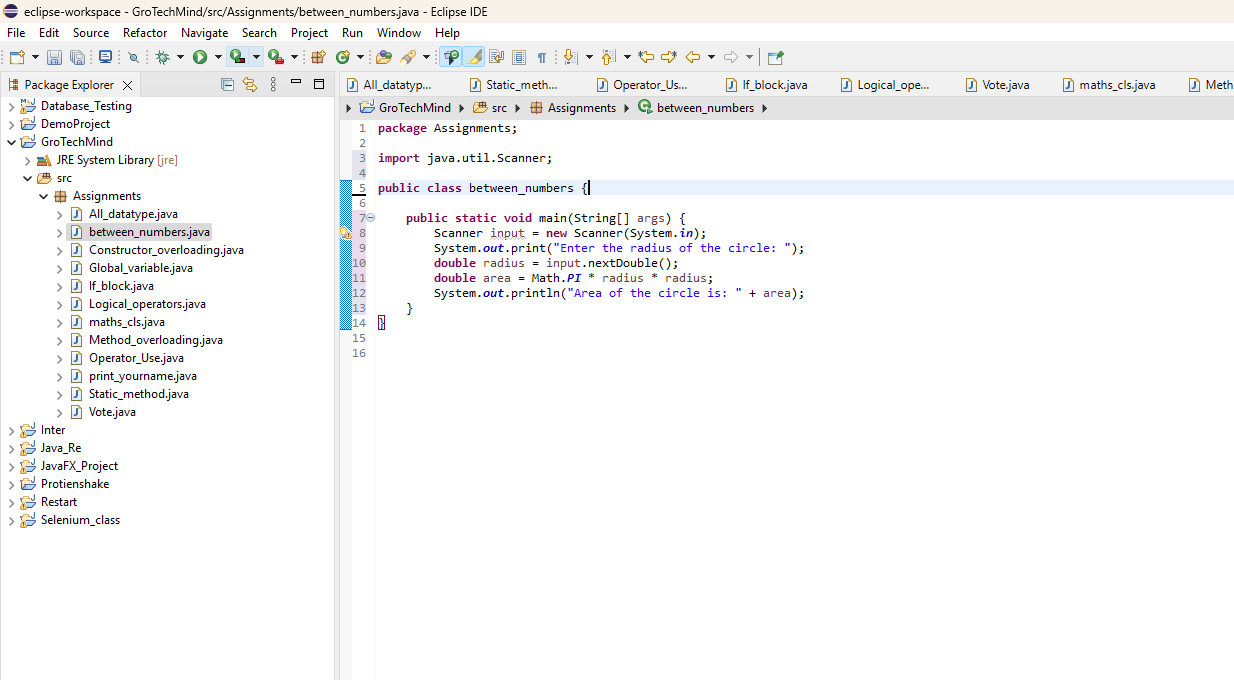 eclipse-workspace - GroTechMind/src/Assignments/between_numbers.java - Eclipse IDE
File Edit Source Refactor Navigate Search Project Run Window Help
Package Explorer
Database_Testing
DemoProject
GroTechMind
JRE System Library [jre]
src
Assignments
All_datatype.java
between_numbers.java
Constructor_overloading.java
Global_variable.java
If_block.java
Logical_operators.java
maths_cls.java
Method_overloading.java
Operator_Use.java
print_yourname.java
Static_method.java
Vote.java
Inter
Java_Re
JavaFX_Project
Protienshake
Restart
Selenium_class
All_datatyp... Static_meth... Operator_Us... If_block.java Logical_ope... Vote.java maths_cls.java Meth
GroTechMind src Assignments between_numbers
1 package Assignments;
2
3 import java.util.Scanner;
4
5 public class between_numbers {
6
7 public static void main(String[] args) {
8 Scanner input = new Scanner(System.in);
9 System.out.print("Enter the radius of the circle: ");
10 double radius = input.nextDouble();
11 double area = Math.PI * radius * radius;
12 System.out.println("Area of the circle is: " + area);
13 }
14 }
15
16